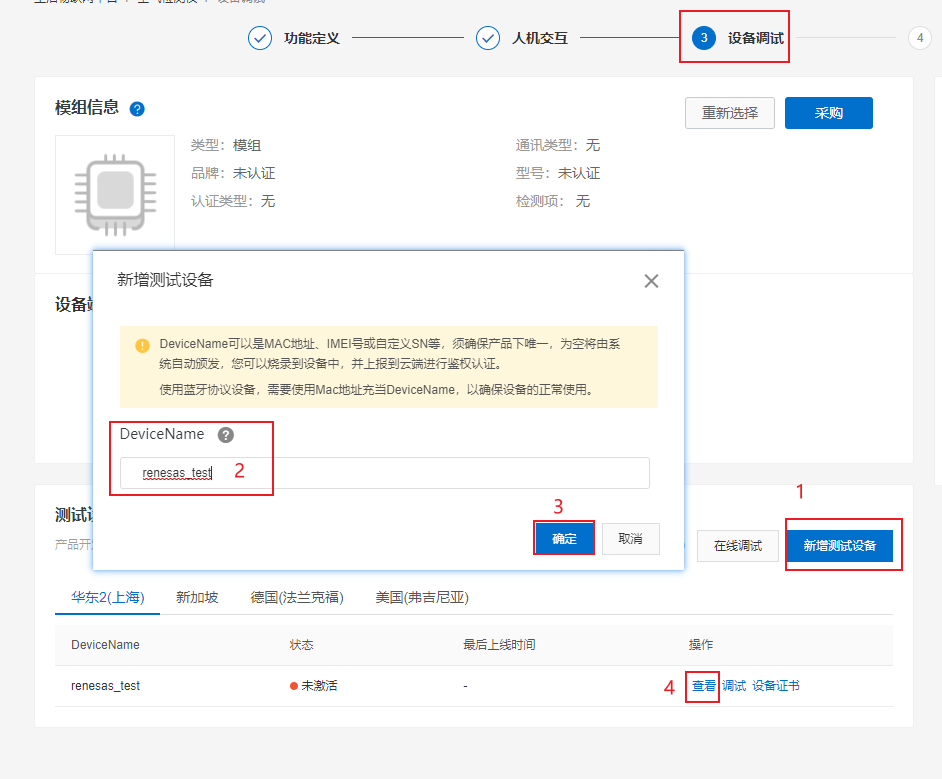 功能定义
人机交互
3
设备调试
4
模组信息 ?
重新选择
采购
类型: 模组
通讯类型: 无
品牌: 未认证
型号: 未认证
认证类型: 无
检测项: 无
新增测试设备
设备
! DeviceName可以是MAC地址、IMEI号或自定义SN等，须确保产品下唯一，为空将由系
统自动颁发，您可以烧录到设备中，并上报到云端进行鉴权认证。
使用蓝牙协议设备，需要使用Mac地址充当DeviceName，以确保设备的正常使用。
DeviceName ?
renesas_test
2
3
1
确定
取消
测试
产品开
在线调试
新增测试设备
华东2(上海)
新加坡
德国(法兰克福)
美国(弗吉尼亚)
DeviceName
状态
最后上线时间
操作
renesas_test
未激活
-
4
查看
调试
设备证书